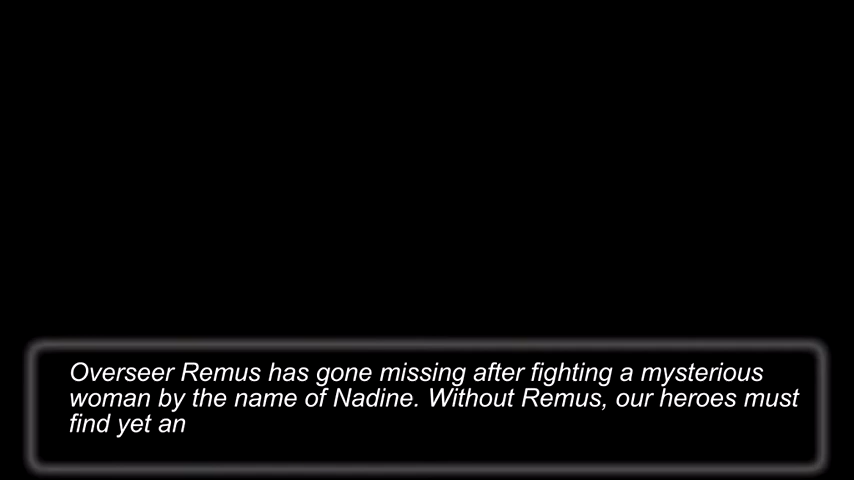 Overseer Remus has gone missing after fighting a mysterious
woman by the name of Nadine. Without Remus, our heroes must
find yet an